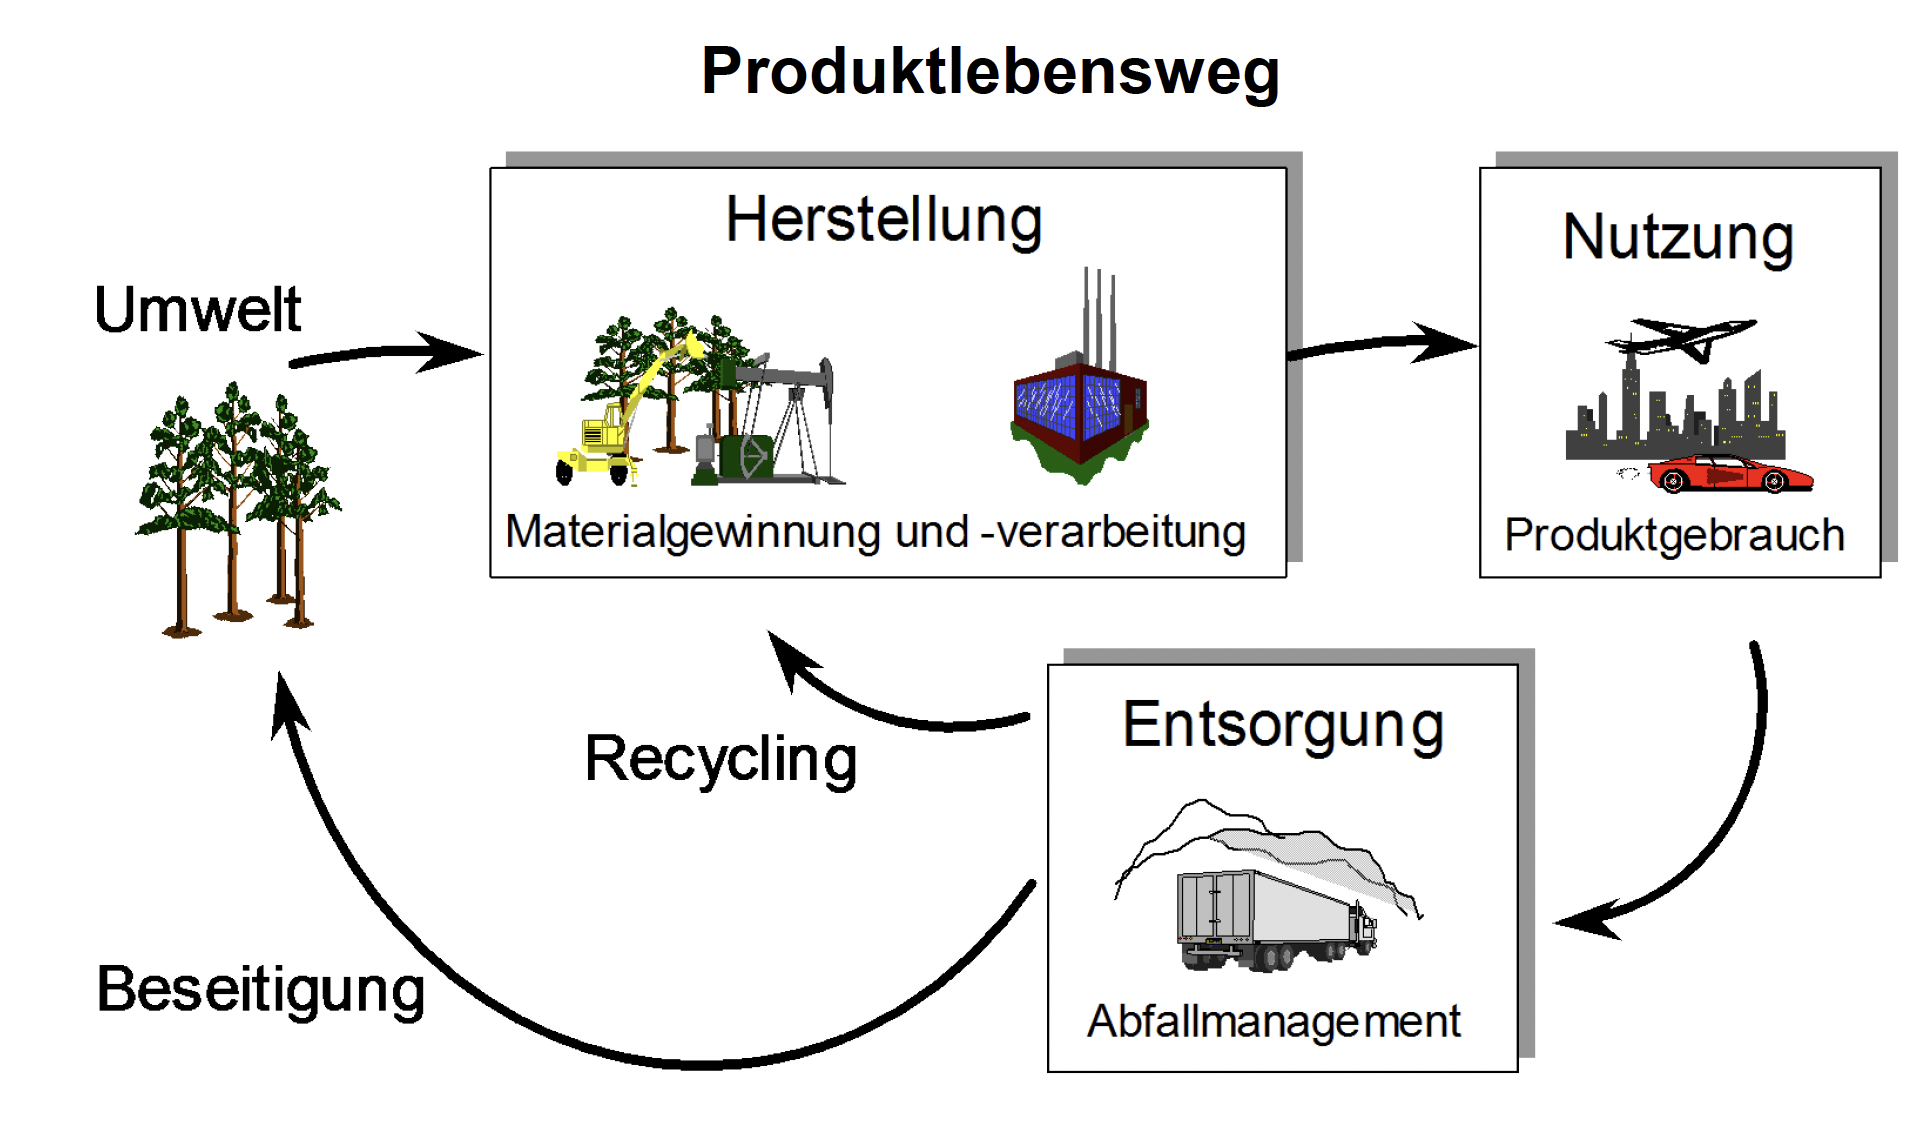 Produktlebensweg
Umwelt
Herstellung
Materialgewinnung und -verarbeitung
Nutzung
Produktgebrauch
Recycling
Entsorgung
Abfallmanagement
Beseitigung